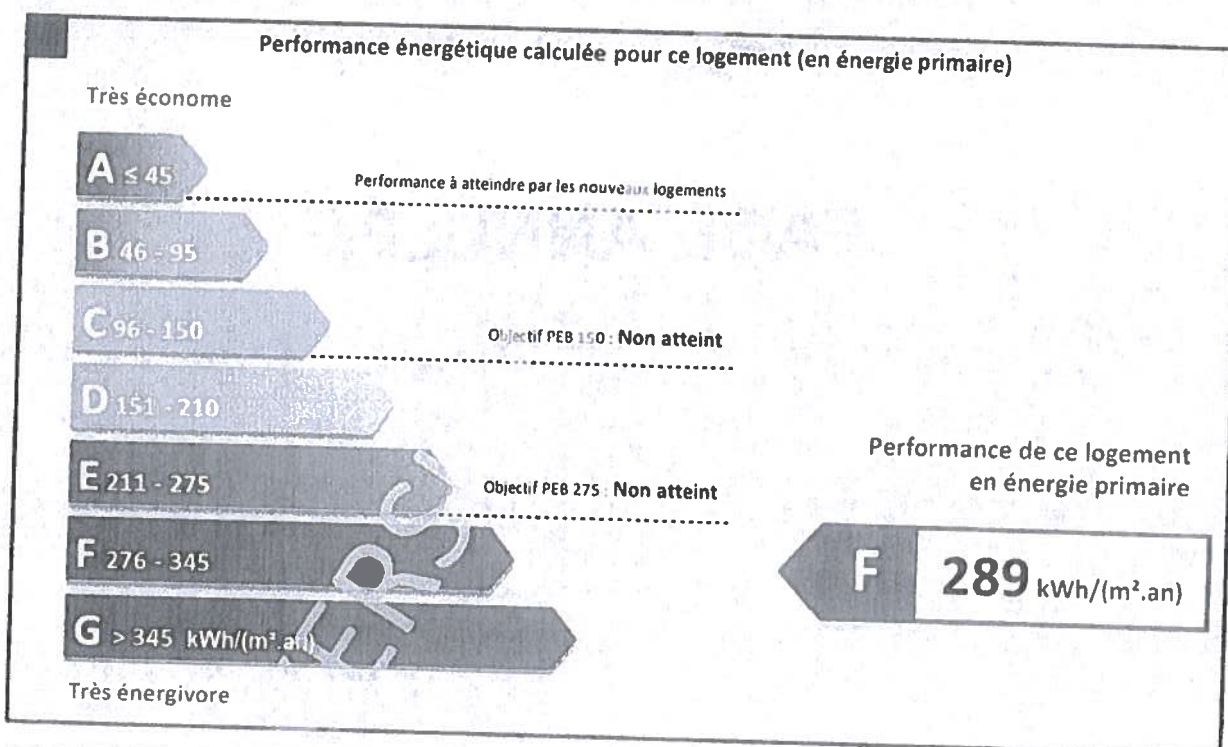 Performance énergétique calculée pour ce logement (en énergie primaire)
Très économe
A ≤ 45
Performance à atteindre par les nouveaux logements
B 46 - 95
C 96 - 150
Objectif PEB 150 : Non atteint
D 151 - 210
E 211 - 275
Objectif PEB 275 : Non atteint
F 276 - 345
G > 345 kWh/(m².an)
Très énergivore
Performance de ce logement
en énergie primaire
F 289 kWh/(m².an)